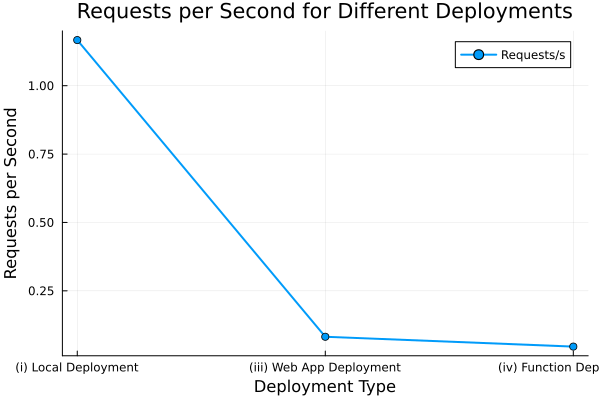 Requests per Second for Different Deployments
Requests/s
1.00
0.75
0.50
0.25
Requests per Second
(i) Local Deployment (iii) Web App Deployment (iv) Function Dep
Deployment Type